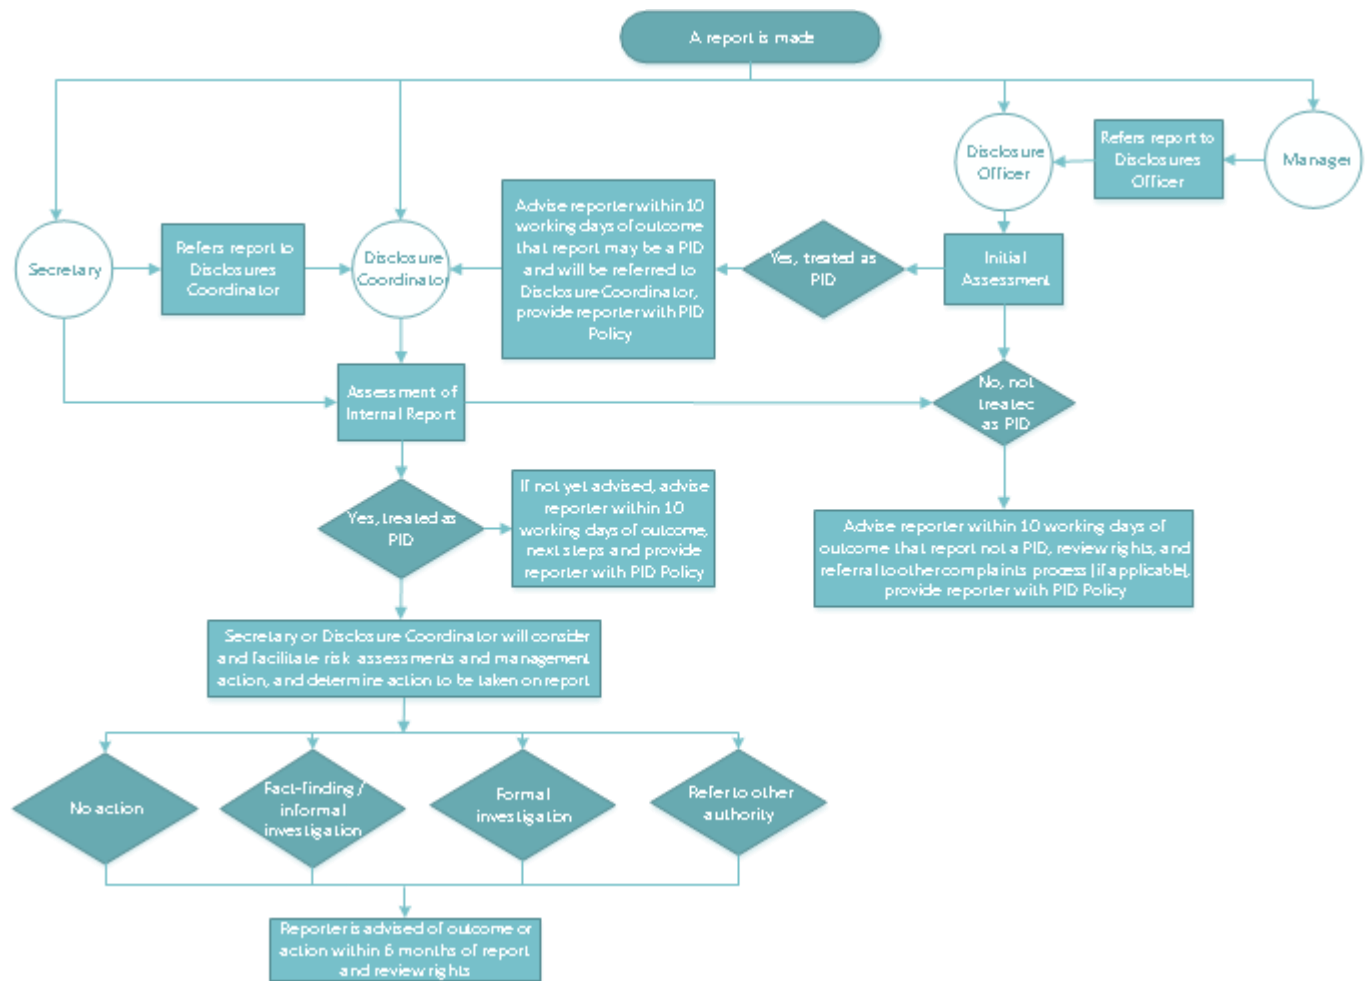 A report is made
Disclosure
Officer
Refers report to
Disclosures
Officer
Manager
Secretary
Refers report to
Disclosures
Coordinator
Disclosure
Coordinator
Advise reporter within 10
working days of outcome
that report may be a PID
and will be referred to
Disclosure Coordinator,
provide reporter with PID
Policy
Yes, treated as
PID
Initial
Assessment
Assessment of
Internal Report
No, not
treated
as PID
Yes, treated as
PID
If not yet advised, advise
reporter within 10
working days of outcome,
next steps and provide
reporter with PID Policy
Advise reporter within 10 working days of
outcome that report not a PID, review rights, and
referral to other complaints process (if applicable),
provide reporter with PID Policy
Secretary or Disclosure Coordinator will consider
and facilitate risk assessments and management
action, and determine action to be taken on report
No action
Fact-finding /
informal
investigation
Formal
investigation
Refer to other
authority
Reporter is advised of outcome or
action within 6 months of report
and review rights